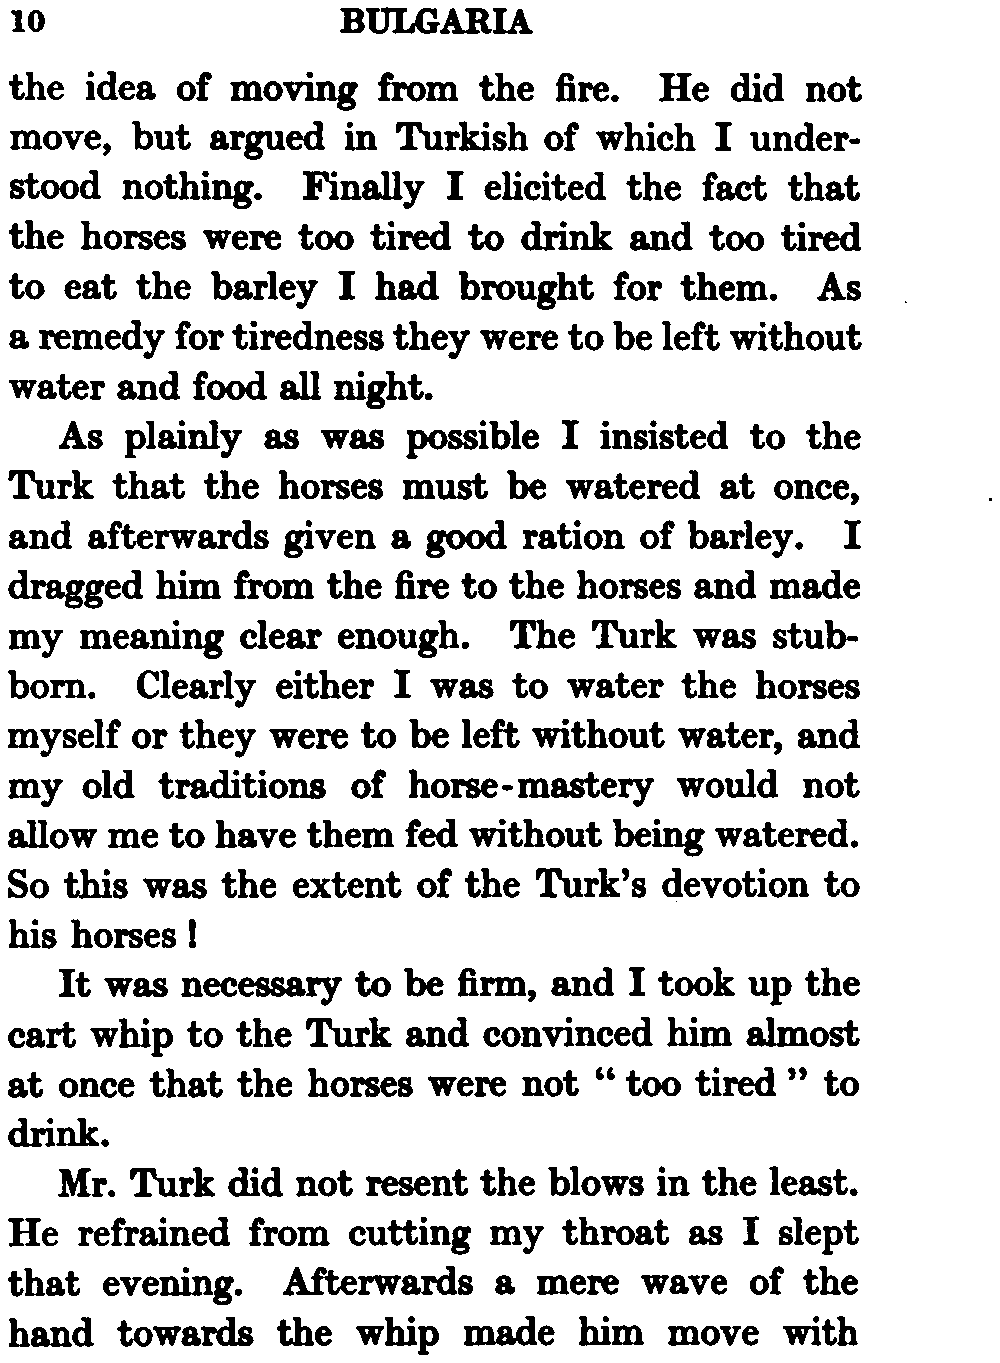 10 BULGARIA
the idea of moving from the fire. He did not
move, but argued in Turkish of which I under-
stood nothing. Finally I elicited the fact that
the horses were too tired to drink and too tired
to eat the barley I had brought for them. As
a remedy for tiredness they were to be left without
water and food all night.
As plainly as was possible I insisted to the
Turk that the horses must be watered at once,
and afterwards given a good ration of barley. I
dragged him from the fire to the horses and made
my meaning clear enough. The Turk was stub-
born. Clearly either I was to water the horses
myself or they were to be left without water, and
my old traditions of horse-mastery would not
allow me to have them fed without being watered.
So this was the extent of the Turk's devotion to
his horses !
It was necessary to be firm, and I took up the
cart whip to the Turk and convinced him almost
at once that the horses were not “ too tired ” to
drink.
Mr. Turk did not resent the blows in the least.
He refrained from cutting my throat as I slept
that evening. Afterwards a mere wave of the
hand towards the whip made him move with